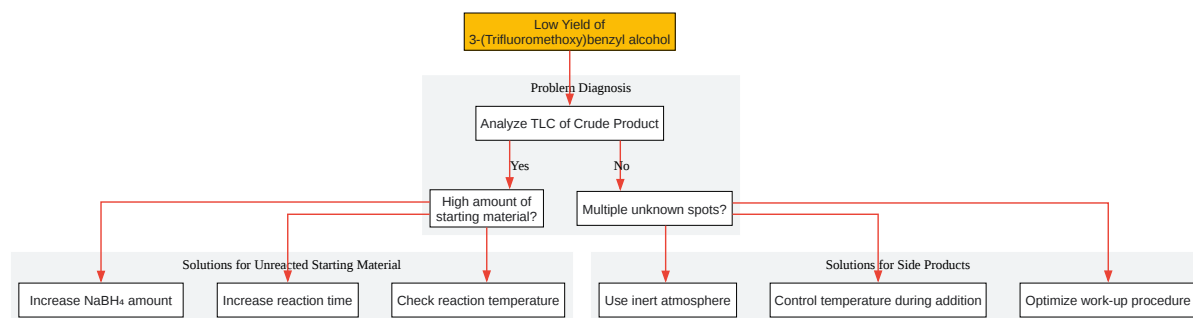 Low Yield of
3-(Trifluoromethoxy)benzyl alcohol
Problem Diagnosis
Analyze TLC of Crude Product
Yes
No
High amount of
starting material?
Multiple unknown spots?
Solutions for Unreacted Starting Material
Solutions for Side Products
Increase NaBH₄ amount
Increase reaction time
Check reaction temperature
Use inert atmosphere
Control temperature during addition
Optimize work-up procedure